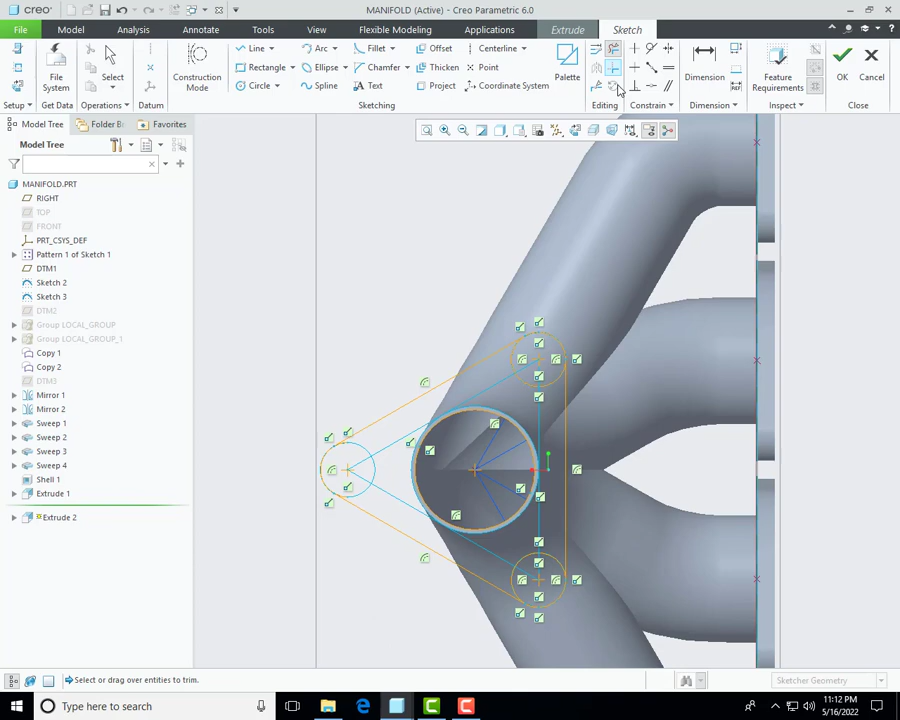 creo
MANIFOLD (Active) - Creo Parametric 6.0
File
Model
Analysis
Annotate
Tools
View
Flexible Modeling
Applications
Extrude
Sketch
Line
Arc
Fillet
Offset
Centerline
Rectangle
Ellipse
Chamfer
Thicken
Point
Circle
Spline
Text
Project
Coordinate System
File System
Select
Construction Mode
Palette
Dimension
Feature Requirements
OK
Cancel
Setup
Get Data
Operations
Datum
Sketching
Editing
Constrain
Dimension
Inspect
Close
Model Tree
Folder Br
Favorites
Model Tree
MANIFOLD.PRT
RIGHT
TOP
FRONT
PRT_CSYS_DEF
Pattern 1 of Sketch 1
DTM1
Sketch 2
Sketch 3
DTM2
Group LOCAL_GROUP
Group LOCAL_GROUP_1
Copy 1
Copy 2
DTM3
Mirror 1
Mirror 2
Sweep 1
Sweep 2
Sweep 3
Sweep 4
Shell 1
Extrude 1
Extrude 2
Select or drag over entities to trim.
Sketcher Geometry
Type here to search
11:12 PM
5/16/2022